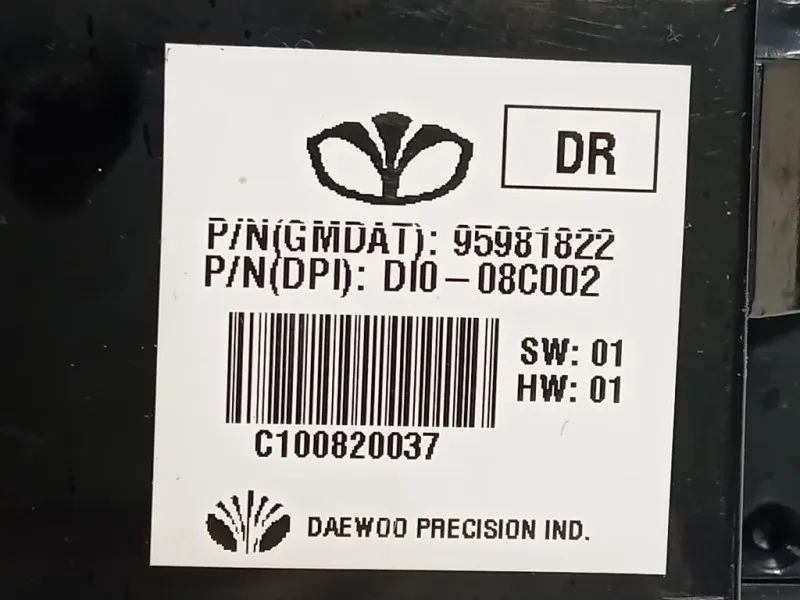 DR
P/N(GMDAT): 95981822
P/N(DPI): DI0-08C002
SW: 01
HW: 01
C100820037
DAEWOO PRECISION IND.